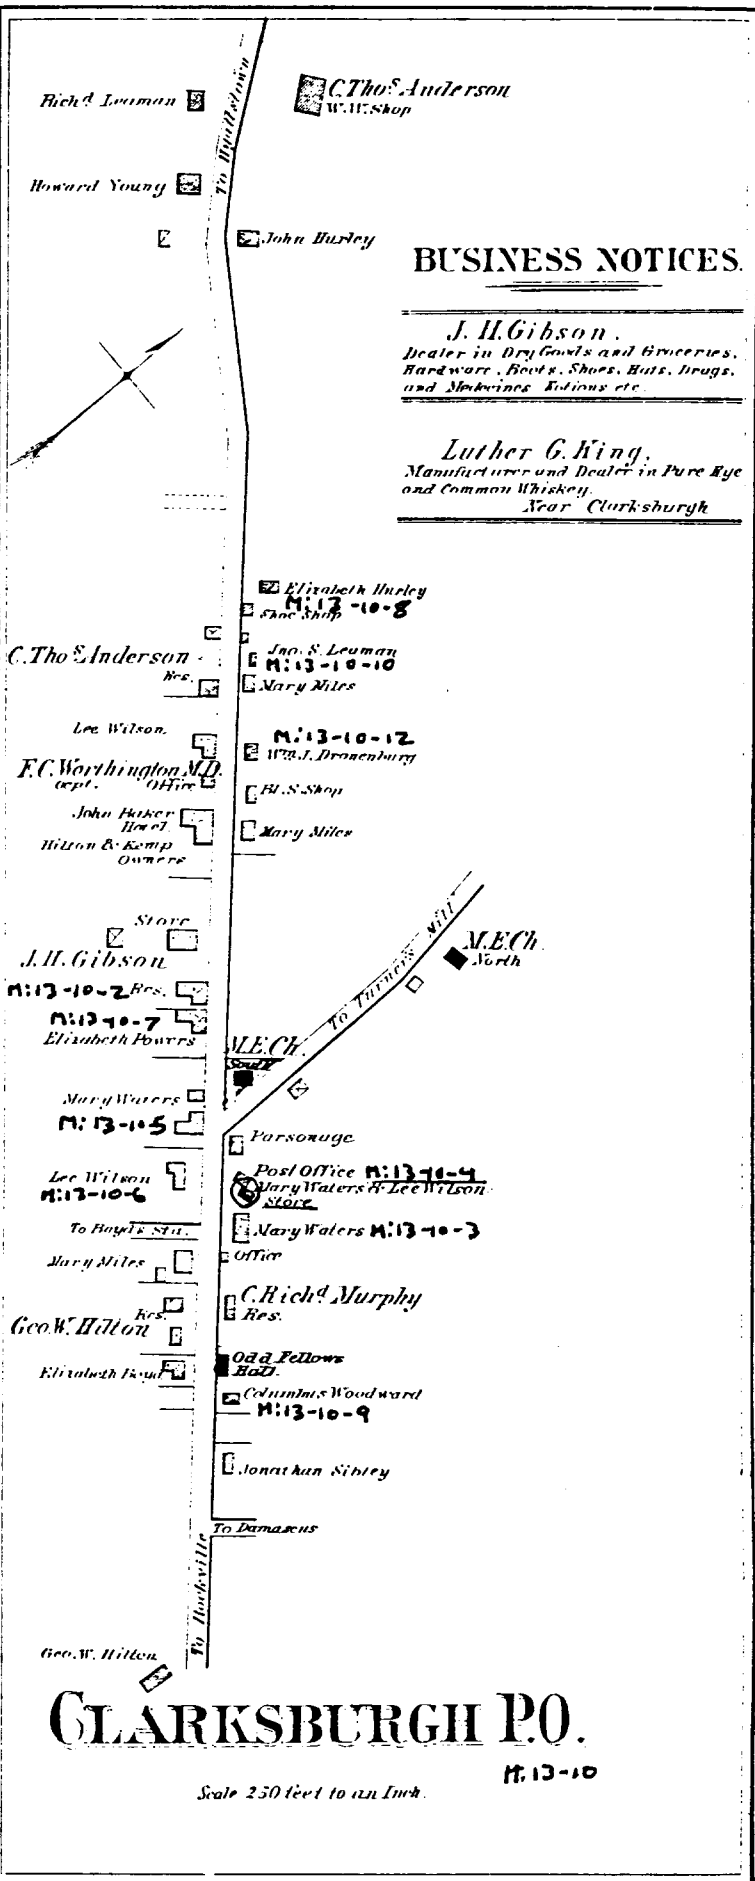 Richd Leaman
C. Thos. Anderson
W.W. Shop
To Hyattstown
Howard Young
John Hurley
BUSINESS NOTICES.
J. H. Gibson.
Dealer in Dry Goods and Groceries,
Hardware, Boots, Shoes, Hats, Drugs,
and Medecines Notions etc.
Luther G. King,
Manufacturer and Dealer in Pure Rye
and Common Whiskey.
Near Clarksburgh
Elizabeth Hurley
M:13-10-8
Shoe Shop
C. Thos. Anderson
Res.
Jno. S. Leaman
M:13-10-10
Mary Miles
Lee Wilson
M:13-10-12
Wm. J. Dronenburg
F.C. Worthington M.D.
Office
Bl. S. Shop
John Baker
Hotel
Hilton & Kemp
Owners
Mary Miles
Store
J. H. Gibson
M:13-10-2 Res.
M:13-10-7
Elizabeth Powers
To Turners Mill
M.E. Ch.
North
M.E. Ch.
South
Mary Waters
M:13-10-5
Parsonage
Lee Wilson
M:13-10-6
Post Office M:13-10-4
Mary Waters & Lee Wilson
Store
To Boyds Sta.
Mary Waters M:13-10-3
Office
Mary Miles
C. Richd Murphy
Res.
Res.
Geo. W. Hilton
Elizabeth Boyd
Odd Fellows
Hall.
Columbus Woodward
M:13-10-9
Jonathan Sibley
To Damascus
To Rockville
Geo. W. Hilton
CLARKSBURGH P.O.
M:13-10
Scale 250 feet to an Inch.